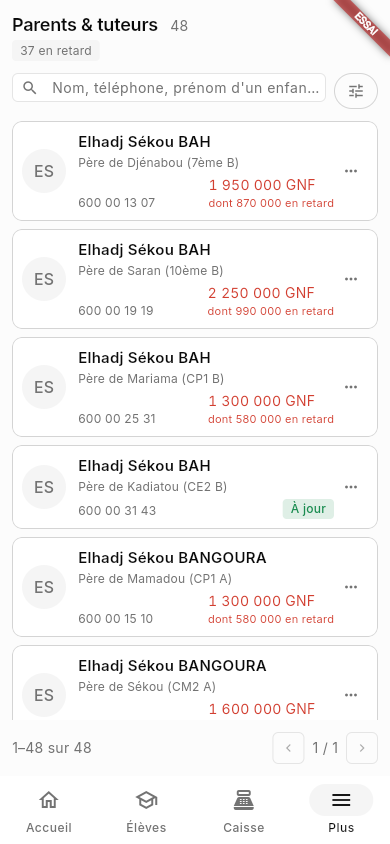 Parents & tuteurs 48
ESSAI
37 en retard
Nom, téléphone, prénom d'un enfan...
ES
Elhadj Sékou BAH
Père de Djénabou (7ème B)
1 950 000 GNF
600 00 13 07
dont 870 000 en retard
ES
Elhadj Sékou BAH
Père de Saran (10ème B)
2 250 000 GNF
600 00 19 19
dont 990 000 en retard
ES
Elhadj Sékou BAH
Père de Mariama (CP1 B)
1 300 000 GNF
600 00 25 31
dont 580 000 en retard
ES
Elhadj Sékou BAH
Père de Kadiatou (CE2 B)
600 00 31 43
À jour
ES
Elhadj Sékou BANGOURA
Père de Mamadou (CP1 A)
1 300 000 GNF
600 00 15 10
dont 580 000 en retard
ES
Elhadj Sékou BANGOURA
Père de Sékou (CM2 A)
1 600 000 GNF
1–48 sur 48
1 / 1
Accueil
Élèves
Caisse
Plus